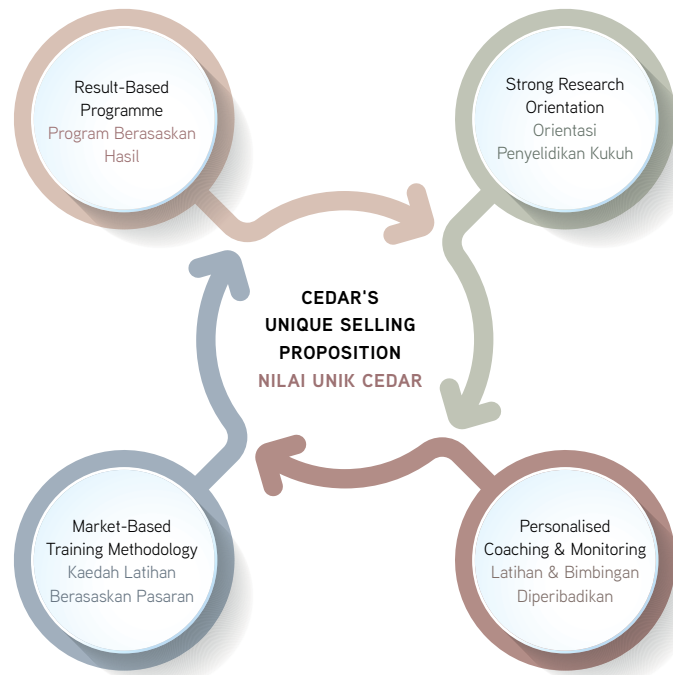 Result-Based
Programme
Program Berasaskan
Hasil
Strong Research
Orientation
Orientasi
Penyelidikan Kukuh
CEDAR'S
UNIQUE SELLING
PROPOSITION
NILAI UNIK CEDAR
Market-Based
Training Methodology
Kaedah Latihan
Berasaskan Pasaran
Personalised
Coaching & Monitoring
Latihan & Bimbingan
Diperibadikan